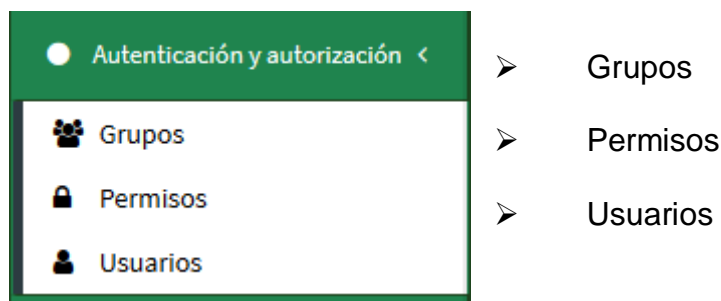 Autenticación y autorización <
Grupos
Permisos
Usuarios
➢ Grupos
➢ Permisos
➢ Usuarios